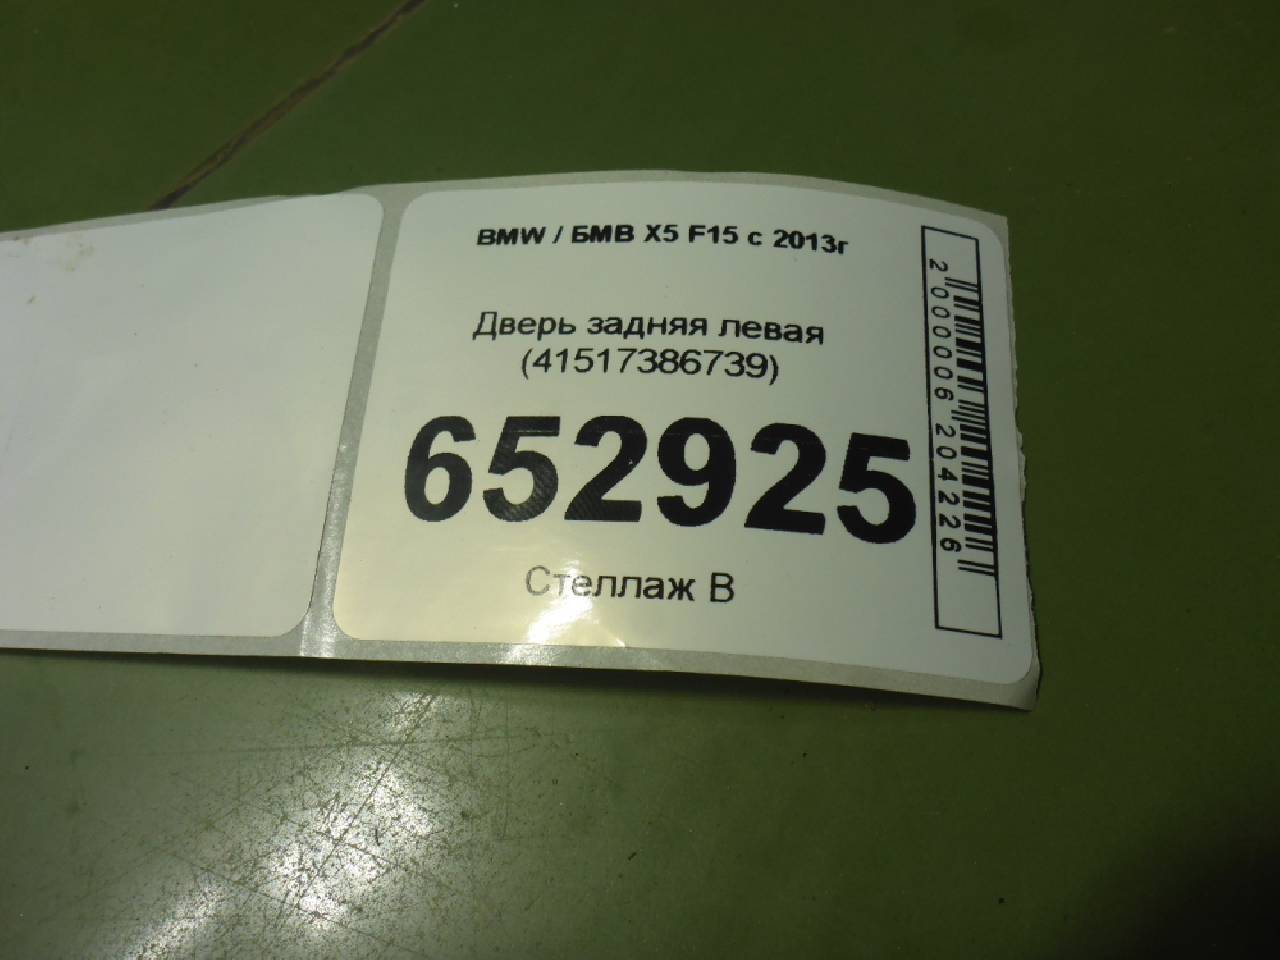 BMW / БМВ X5 F15 с 2013г
Дверь задняя левая
(41517386739)
652925
Стеллаж В
2000006204226